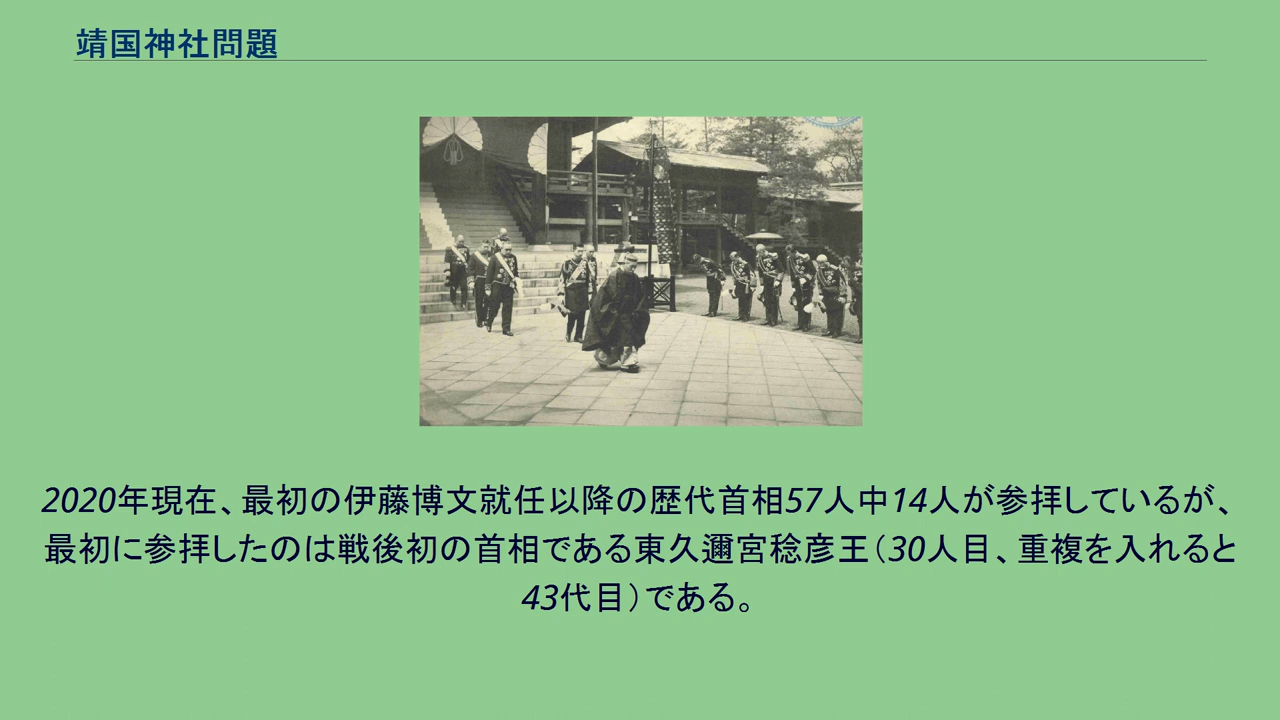 靖国神社問題
2020年現在、最初の伊藤博文就任以降の歴代首相57人中14人が参拝しているが、
最初に参拝したのは戦後初の首相である東久邇宮稔彦王（30人目、重複を入れると
43代目）である。